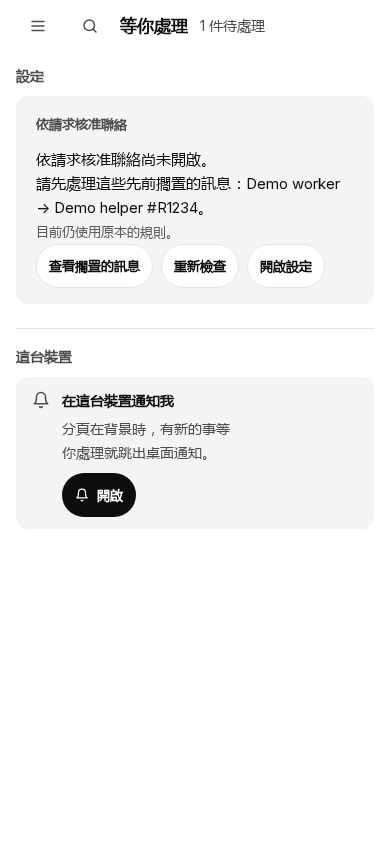 等你處理 1 件待處理
設定
依請求核准聯絡
依請求核准聯絡尚未開啟。
請先處理這些先前擱置的訊息：Demo worker
→ Demo helper #R1234。
目前仍使用原本的規則。
查看擱置的訊息 重新檢查 開啟設定
這台裝置
在這台裝置通知我
分頁在背景時，有新的事等
你處理就跳出桌面通知。
開啟